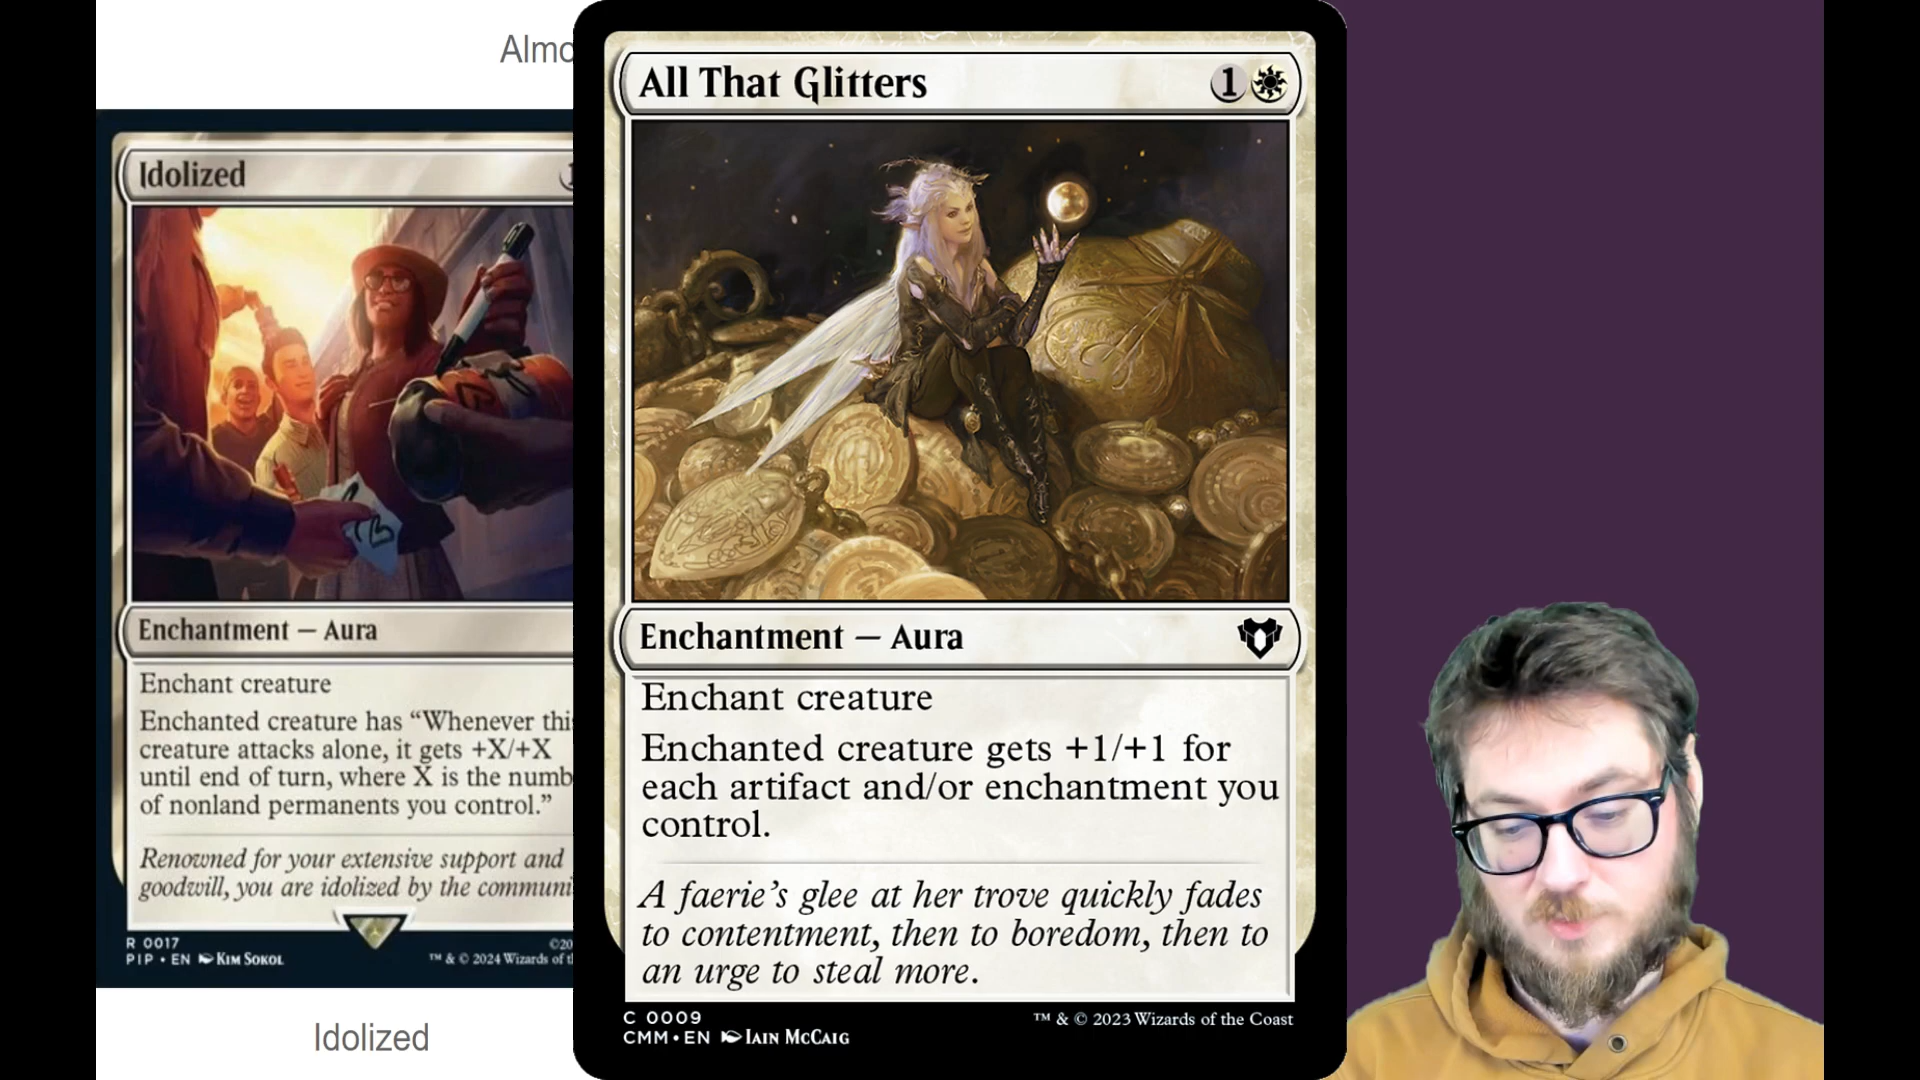 Almo
Idolized
Enchantment — Aura
Enchant creature
Enchanted creature has “Whenever this
creature attacks alone, it gets +X/+X
until end of turn, where X is the numb
of nonland permanents you control.”
Renowned for your extensive support and
goodwill, you are idolized by the communi
R 0017
PIP • EN KIM SOKOL
™ & © 2024 Wizards of t
©20
Idolized
All That Glitters
1
Enchantment — Aura
Enchant creature
Enchanted creature gets +1/+1 for
each artifact and/or enchantment you
control.
A faerie’s glee at her trove quickly fades
to contentment, then to boredom, then to
an urge to steal more.
C 0009
CMM • EN IAIN MCCAIG
™ & © 2023 Wizards of the Coast